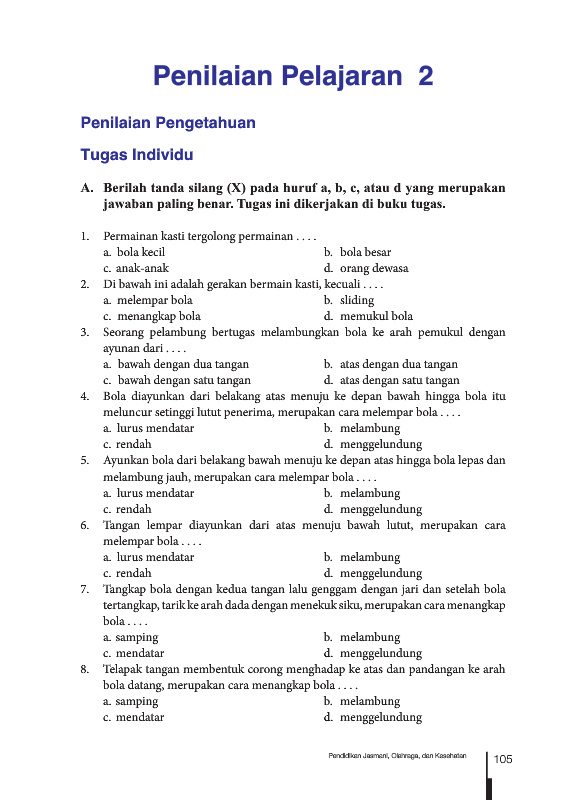 Penilaian Pelajaran 2
Penilaian Pengetahuan
Tugas Individu
A. Berilah tanda silang (X) pada huruf a, b, c, atau d yang merupakan
jawaban paling benar. Tugas ini dikerjakan di buku tugas.
1. Permainan kasti tergolong permainan . . . .
a. bola kecil b. bola besar
c. anak-anak d. orang dewasa
2. Di bawah ini adalah gerakan bermain kasti, kecuali . . . .
a. melempar bola b. sliding
c. menangkap bola d. memukul bola
3. Seorang pelambung bertugas melambungkan bola ke arah pemukul dengan
ayunan dari . . . .
a. bawah dengan dua tangan b. atas dengan dua tangan
c. bawah dengan satu tangan d. atas dengan satu tangan
4. Bola diayunkan dari belakang atas menuju ke depan bawah hingga bola itu
meluncur setinggi lutut penerima, merupakan cara melempar bola . . . .
a. lurus mendatar b. melambung
c. rendah d. menggelundung
5. Ayunkan bola dari belakang bawah menuju ke depan atas hingga bola lepas dan
melambung jauh, merupakan cara melempar bola . . . .
a. lurus mendatar b. melambung
c. rendah d. menggelundung
6. Tangan lempar diayunkan dari atas menuju bawah lutut, merupakan cara
melempar bola . . . .
a. lurus mendatar b. melambung
c. rendah d. menggelundung
7. Tangkap bola dengan kedua tangan lalu genggam dengan jari dan setelah bola
tertangkap, tarik ke arah dada dengan menekuk siku, merupakan cara menangkap
bola . . . .
a. samping b. melambung
c. mendatar d. menggelundung
8. Telapak tangan membentuk corong menghadap ke atas dan pandangan ke arah
bola datang, merupakan cara menangkap bola . . . .
a. samping b. melambung
c. mendatar d. menggelundung
Pendidikan Jasmani, Olahraga, dan Kesehatan 105